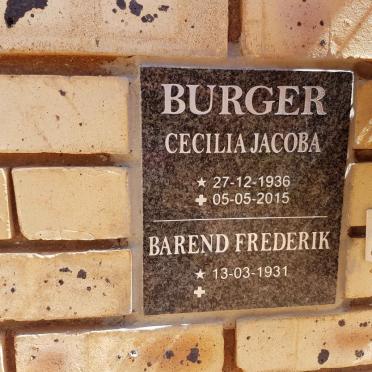 BURGER
CECILIA JACOBA
★ 27-12-1936
✚ 05-05-2015
BAREND FREDERIK
★ 13-03-1931
✚